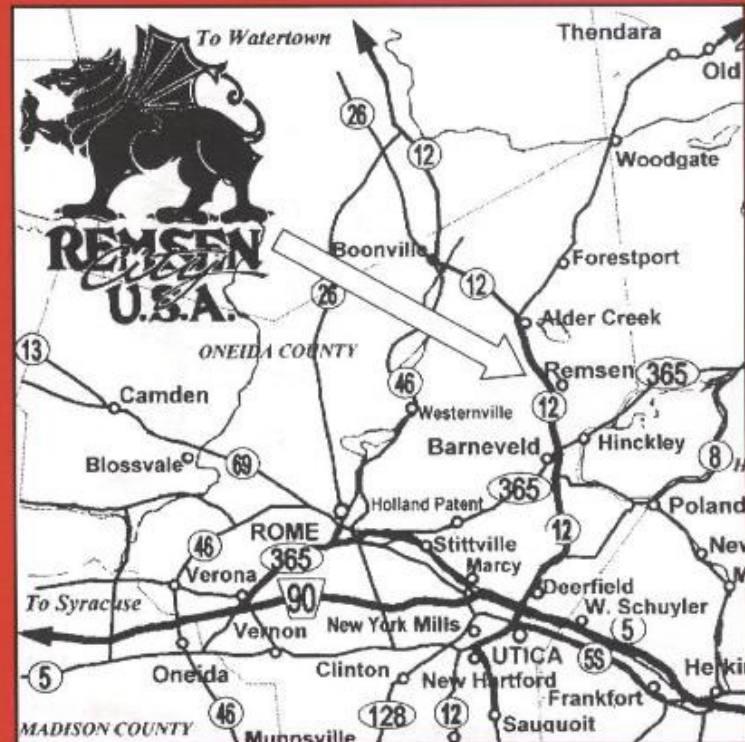 To Watertown
Thendara
Old
26
12
Woodgate
REMSEN
U.S.A.
Boonville
Forestport
12
26
Alder Creek
ONEIDA COUNTY
13
Remsen
365
Camden
46
Westernville
12
Barneveld
Hinckley
Blossvale
69
8
H
365
Holland Patent
Poland
12
46
ROME
365
Stittville
New
Marcy
M
Verona
90
Deerfield
To Syracuse
W. Schuyler
Vernon
New York Mills
5
UTICA
5S
5
Oneida
Clinton
New Hartford
Herkin
Frankfort
46
128
12
Sauquoit
MADISON COUNTY
Munnsville